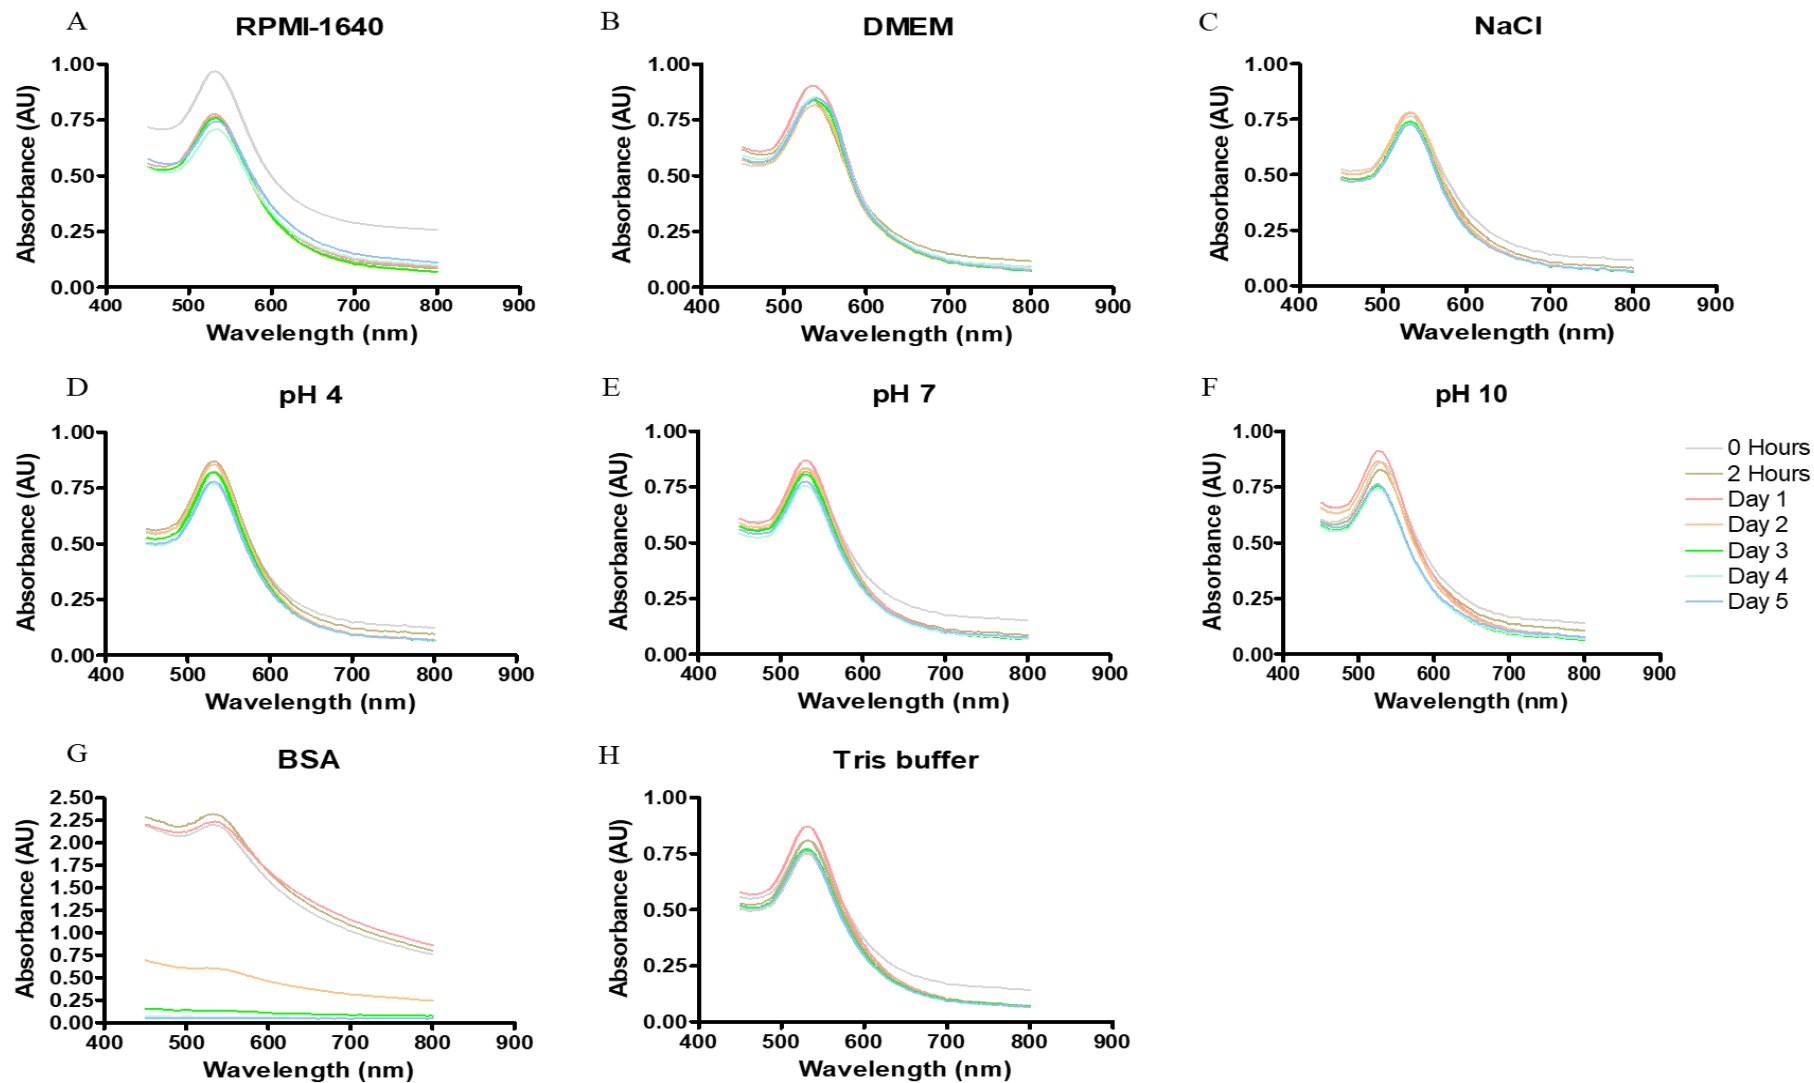 A RPMI-1640
1.00
0.75
0.50
0.25
0.00
Absorbance (AU)
400 500 600 700 800 900
Wavelength (nm)
B DMEM
1.00
0.75
0.50
0.25
0.00
Absorbance (AU)
400 500 600 700 800 900
Wavelength (nm)
C NaCl
1.00
0.75
0.50
0.25
0.00
Absorbance (AU)
400 500 600 700 800 900
Wavelength (nm)
D pH 4
1.00
0.75
0.50
0.25
0.00
Absorbance (AU)
400 500 600 700 800 900
Wavelength (nm)
E pH 7
1.00
0.75
0.50
0.25
0.00
Absorbance (AU)
400 500 600 700 800 900
Wavelength (nm)
F pH 10
1.00
0.75
0.50
0.25
0.00
Absorbance (AU)
400 500 600 700 800 900
Wavelength (nm)
0 Hours
2 Hours
Day 1
Day 2
Day 3
Day 4
Day 5
G BSA
2.50
2.25
2.00
1.75
1.50
1.25
1.00
0.75
0.50
0.25
0.00
Absorbance (AU)
400 500 600 700 800 900
Wavelength (nm)
H Tris buffer
1.00
0.75
0.50
0.25
0.00
Absorbance (AU)
400 500 600 700 800 900
Wavelength (nm)